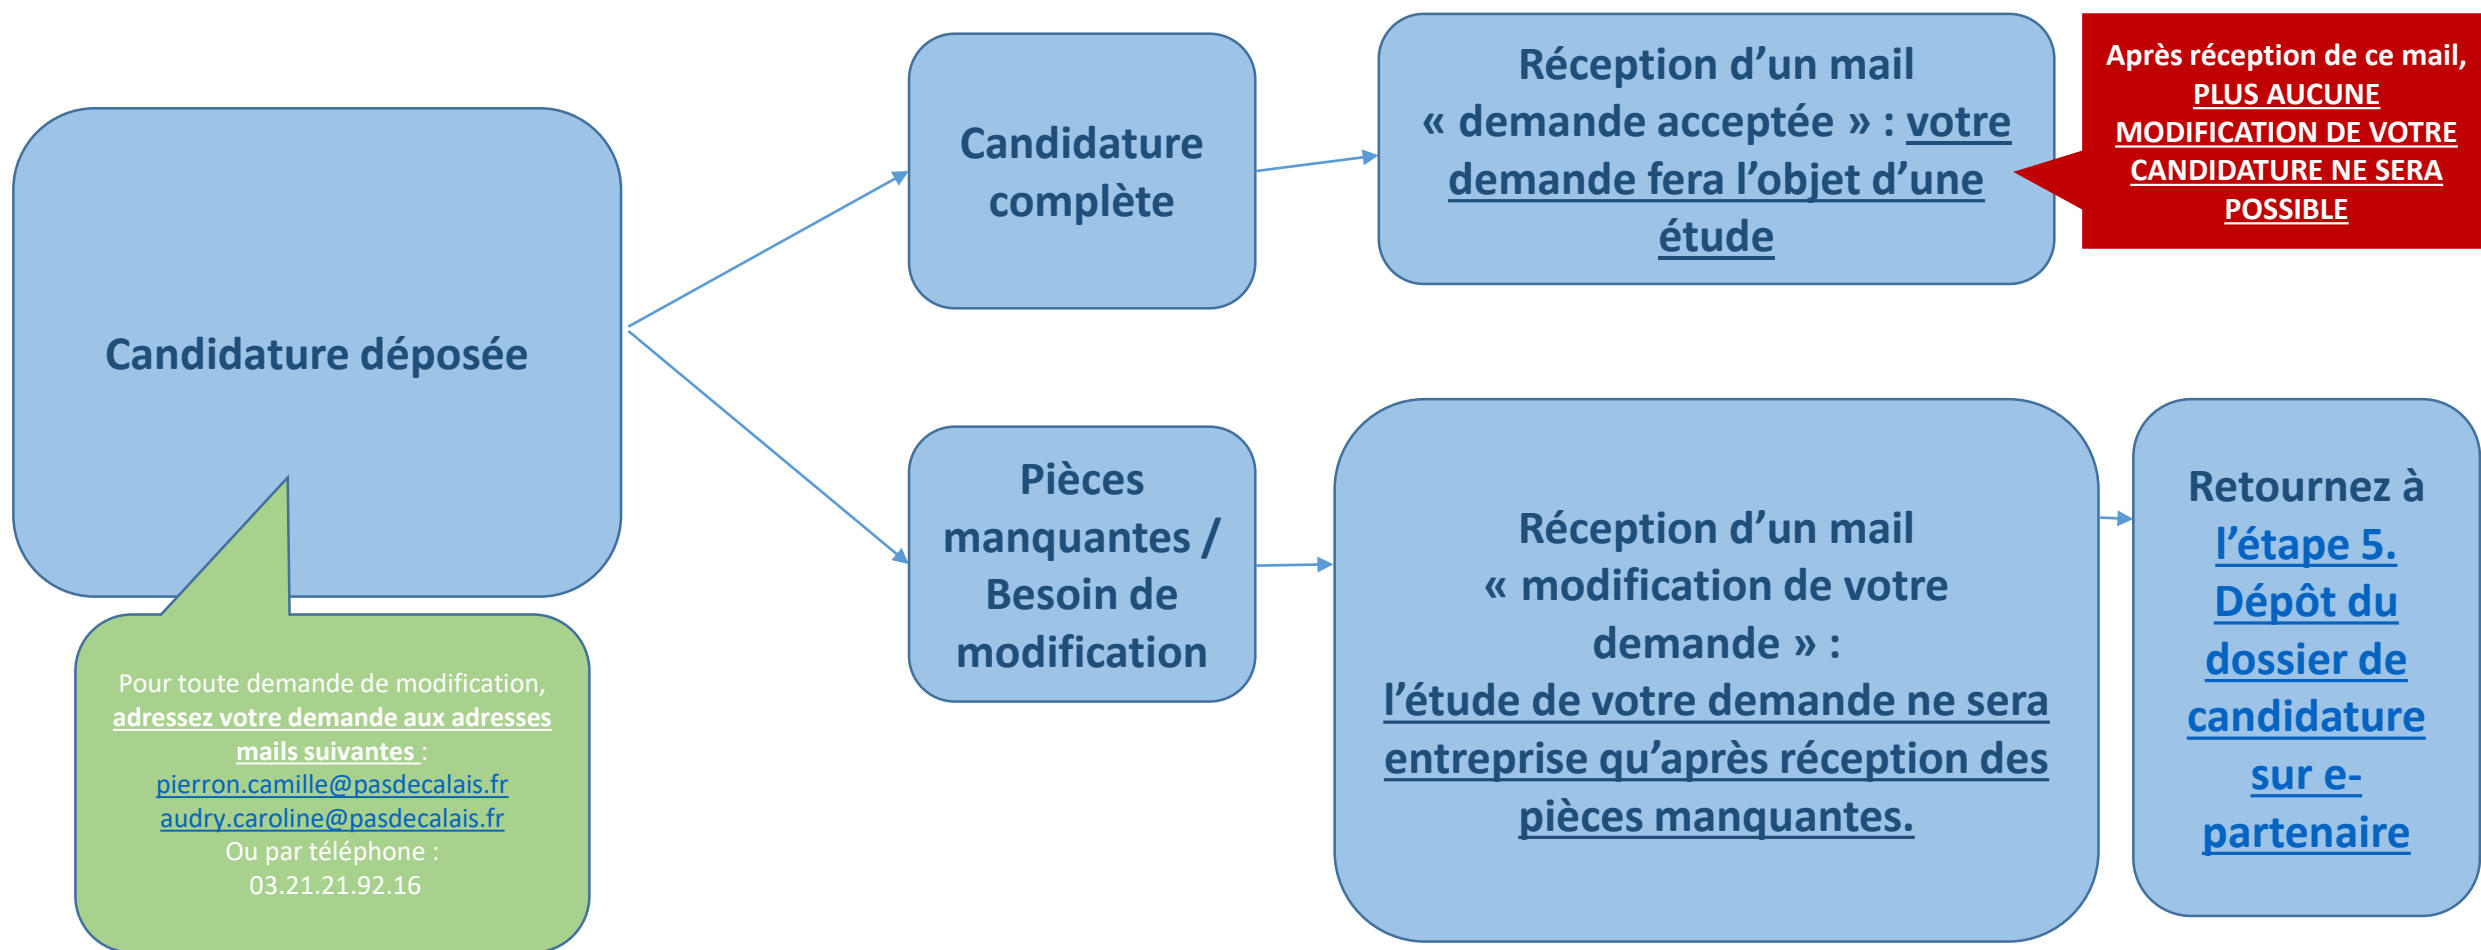 Candidature déposée
Pour toute demande de modification,
adressez votre demande aux adresses
mails suivantes :
pierron.camille@pasdecalais.fr
audry.caroline@pasdecalais.fr
Ou par téléphone :
03.21.21.92.16
Candidature
complète
Réception d’un mail
« demande acceptée » : votre
demande fera l’objet d’une
étude
Après réception de ce mail,
PLUS AUCUNE
MODIFICATION DE VOTRE
CANDIDATURE NE SERA
POSSIBLE
Pièces
manquantes /
Besoin de
modification
Réception d’un mail
« modification de votre
demande » :
l’étude de votre demande ne sera
entreprise qu’après réception des
pièces manquantes.
Retournez à
l’étape 5.
Dépôt du
dossier de
candidature
sur e-
partenaire